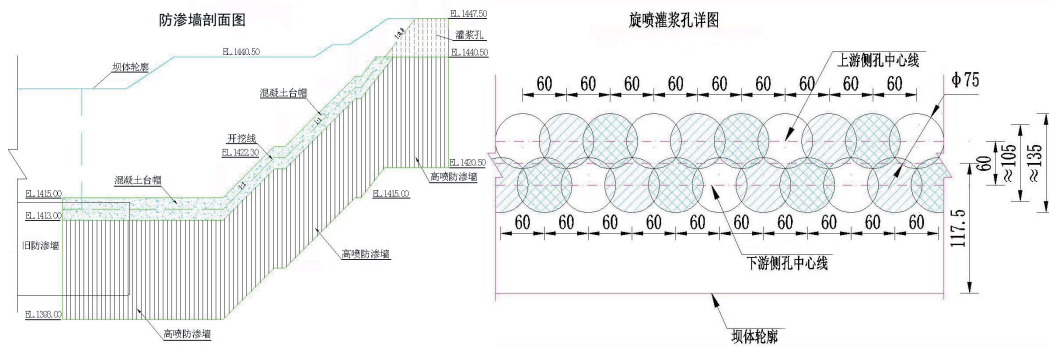 防渗墙剖面图
EL.1447.50
灌浆孔
EL.1440.50
EL.1440.50
坝体轮廓
混凝土台帽
开挖线
EL.1422.30
EL.1420.50
高喷防渗墙
混凝土台帽
EL.1415.00
EL.1415.00
EL.1413.00
旧防渗墙
高喷防渗墙
EL.1398.00
高喷防渗墙
旋喷灌浆孔详图
上游侧孔中心线
60 60 60 60 60 60 60 60 60
ф75
60
≈105
≈135
117.5
60 60 60 60 60 60 60 60 60 60
下游侧孔中心线
坝体轮廓